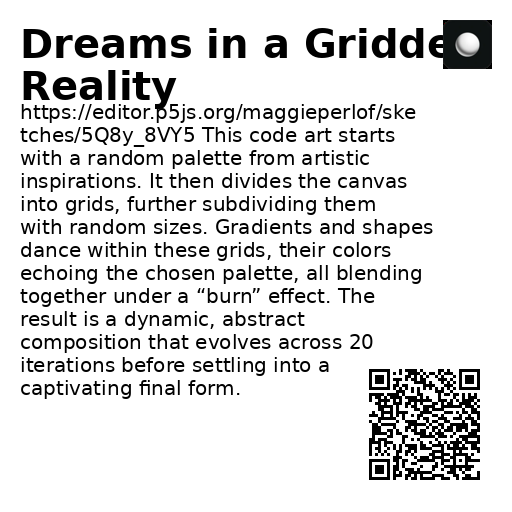 Dreams in a Gridde
Reality
https://editor.p5js.org/maggieperlof/ske
tches/5Q8y_8VY5 This code art starts
with a random palette from artistic
inspirations. It then divides the canvas
into grids, further subdividing them
with random sizes. Gradients and shapes
dance within these grids, their colors
echoing the chosen palette, all blending
together under a “burn” effect. The
result is a dynamic, abstract
composition that evolves across 20
iterations before settling into a
captivating final form.